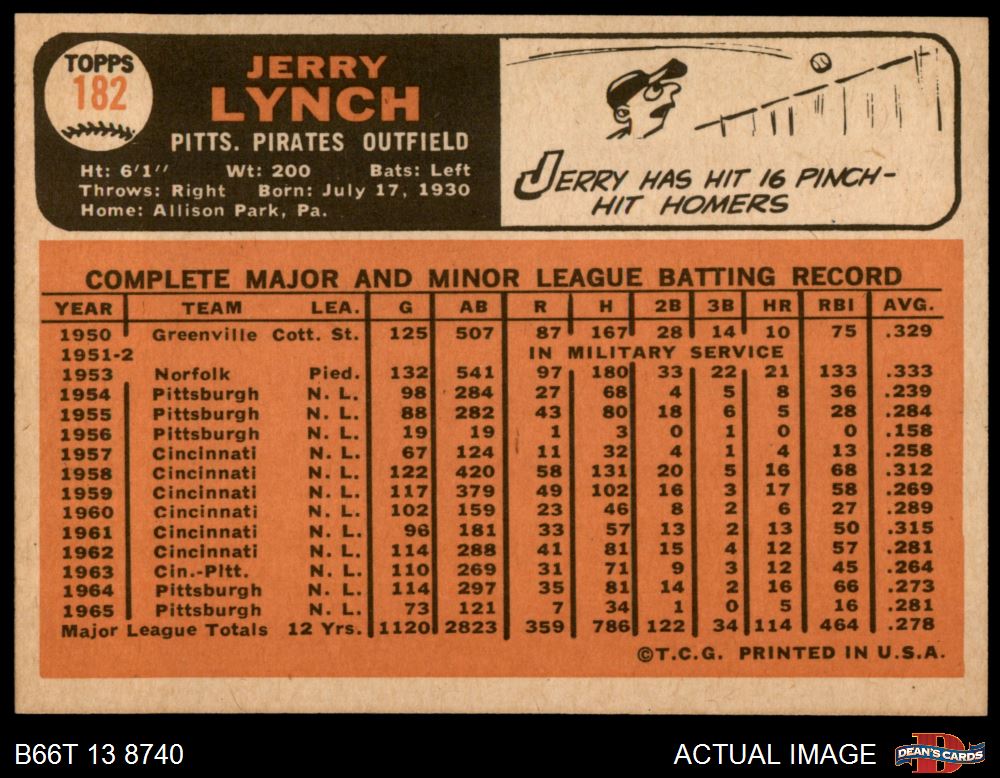 TOPPS
182
JERRY
LYNCH
PITTS. PIRATES OUTFIELD
Ht: 6'1'' Wt: 200 Bats: Left
Throws: Right Born: July 17, 1930
Home: Allison Park, Pa.
JERRY HAS HIT 16 PINCH-
HIT HOMERS
COMPLETE MAJOR AND MINOR LEAGUE BATTING RECORD
YEAR TEAM LEA. G AB R H 2B 3B HR RBI AVG.
1950 Greenville Cott. St. 125 507 87 167 28 14 10 75 .329
1951-2 IN MILITARY SERVICE
1953 Norfolk Pied. 132 541 97 180 33 22 21 133 .333
1954 Pittsburgh N. L. 98 284 27 68 4 5 8 36 .239
1955 Pittsburgh N. L. 88 282 43 80 18 6 5 28 .284
1956 Pittsburgh N. L. 19 19 1 3 0 1 0 0 .158
1957 Cincinnati N. L. 67 124 11 32 4 1 4 13 .258
1958 Cincinnati N. L. 122 420 58 131 20 5 16 68 .312
1959 Cincinnati N. L. 117 379 49 102 16 3 17 58 .269
1960 Cincinnati N. L. 102 159 23 46 8 2 6 27 .289
1961 Cincinnati N. L. 96 181 33 57 13 2 13 50 .315
1962 Cincinnati N. L. 114 288 41 81 15 4 12 57 .281
1963 Cin.-Pitt. N. L. 110 269 31 71 9 3 12 45 .264
1964 Pittsburgh N. L. 114 297 35 81 14 2 16 66 .273
1965 Pittsburgh N. L. 73 121 7 34 1 0 5 16 .281
Major League Totals 12 Yrs. 1120 2823 359 786 122 34 114 464 .278
©T.C.G. PRINTED IN U.S.A.
B66T 13 8740
ACTUAL IMAGE
D
DEAN'S CARDS